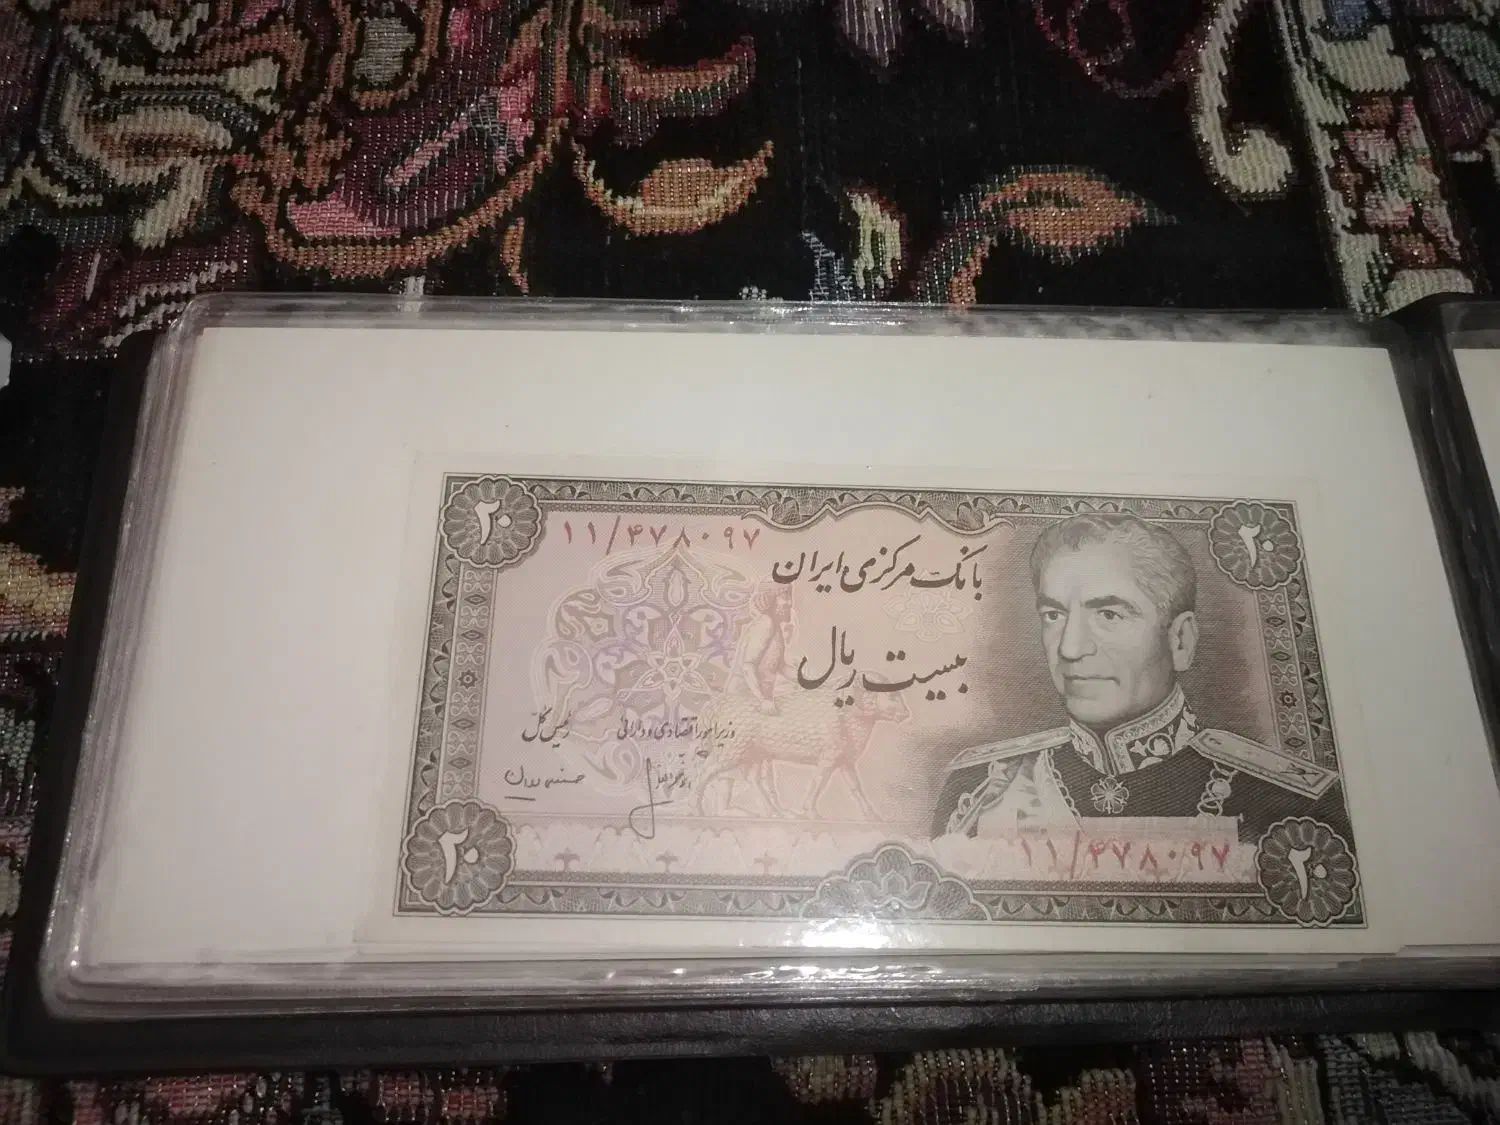 ۲۰
۱۱/۴۷۸۰۹۷
۲۰
بانک مرکزی ایران
بیست ریال
وزیر امور اقتصادی و دارائی
رئیس کل
۱۱/۴۷۸۰۹۷
۲۰
۲۰